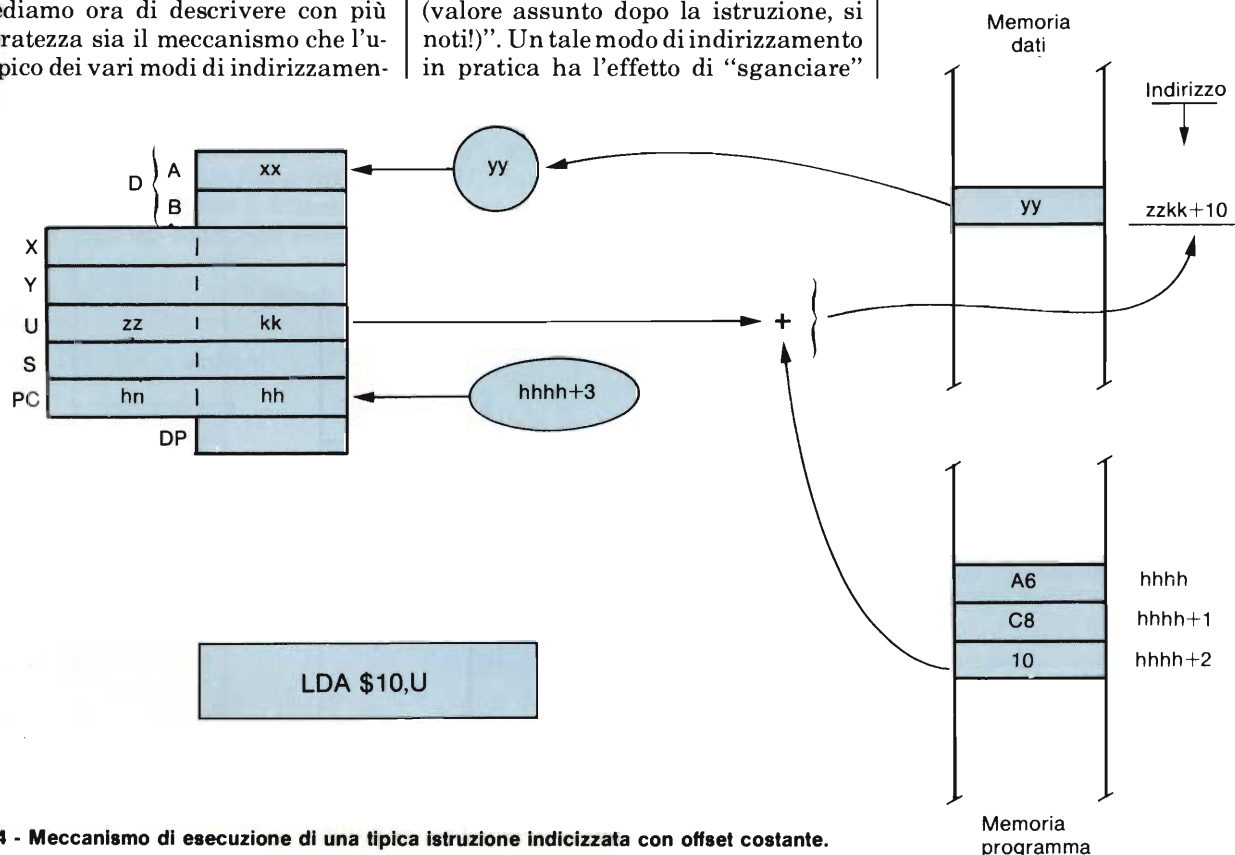 ediamo ora di descrivere con più
ratezza sia il meccanismo che l'u-
pico dei vari modi di indirizzamen-
(valore assunto dopo la istruzione, si
noti!)”. Un tale modo di indirizzamento
in pratica ha l'effetto di “sganciare”
Memoria
dati
Indirizzo
yy
zzkk+10
D
A
xx
yy
B
X
Y
U
zz
kk
+
S
PC
hn
hh
hhhh+3
DP
A6
hhhh
C8
hhhh+1
10
hhhh+2
LDA $10,U
4 - Meccanismo di esecuzione di una tipica istruzione indicizzata con offset costante.
Memoria
programma